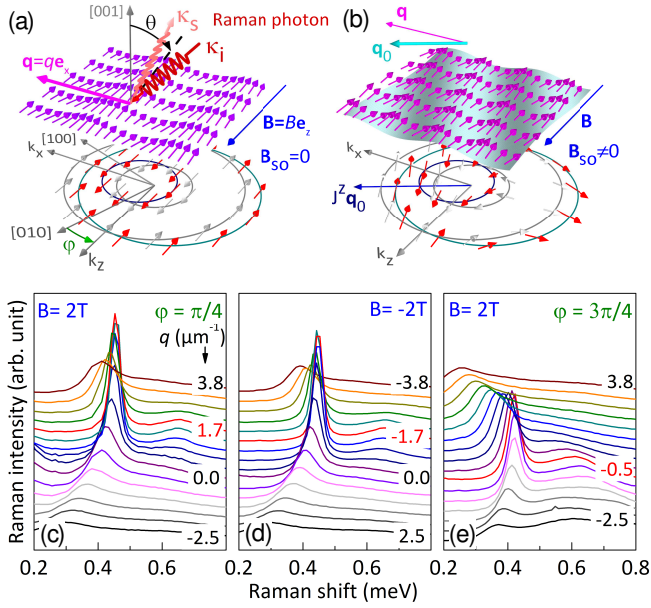 (a)
[001]
θ
κs
Raman photon
κi
q=qex
B=Bez
Bso=0
[100]
kx
[010]
φ
kz
(b)
q
q0
B
Bso≠0
kx
JZq0
kz
Raman intensity (arb. unit)
B= 2T
φ = π/4
q (μm-1)
3.8
1.7
0.0
-2.5
(c)
B= -2T
-3.8
-1.7
0.0
2.5
(d)
B= 2T
φ = 3π/4
3.8
-0.5
-2.5
(e)
0.2 0.4 0.6 0.2 0.4 0.6 0.2 0.4 0.6 0.8
Raman shift (meV)